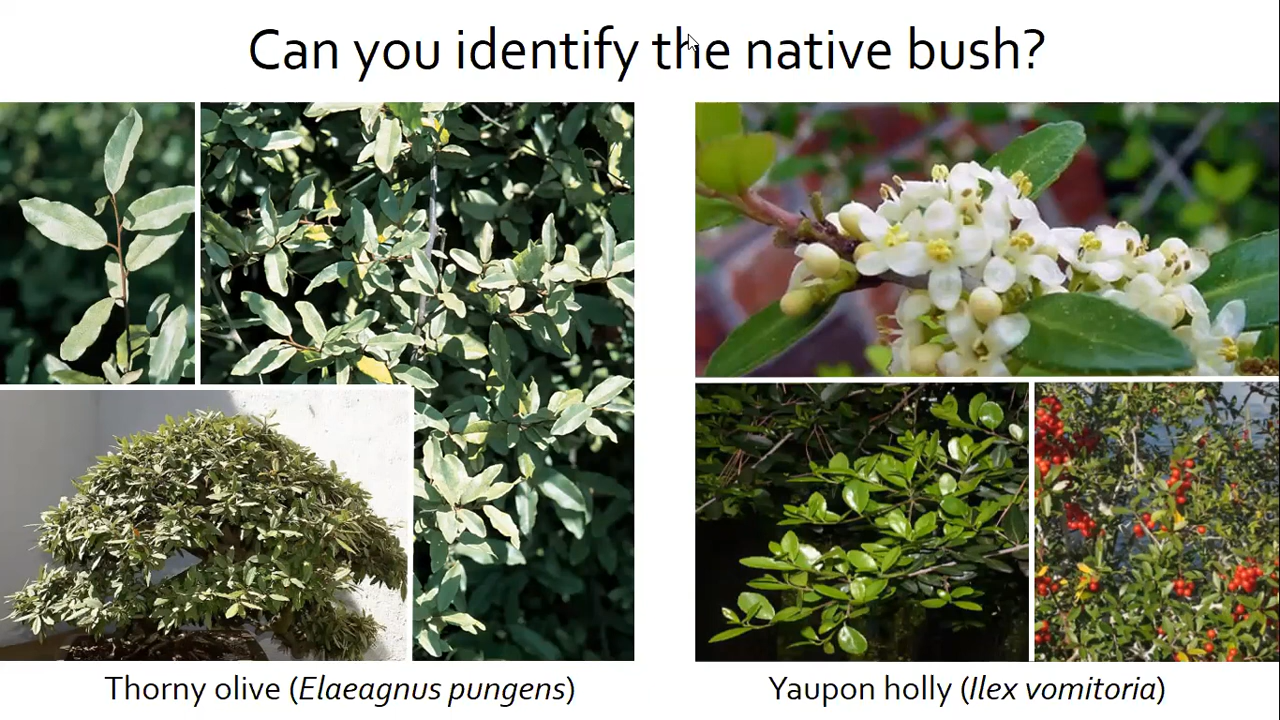 Can you identify the native bush?
Thorny olive (Elaeagnus pungens)
Yaupon holly (Ilex vomitoria)